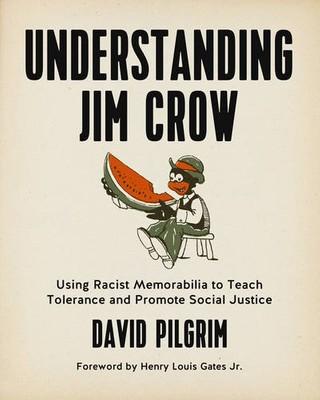 UNDERSTANDING
JIM CROW
Using Racist Memorabilia to Teach
Tolerance and Promote Social Justice
DAVID PILGRIM
Foreword by Henry Louis Gates Jr.